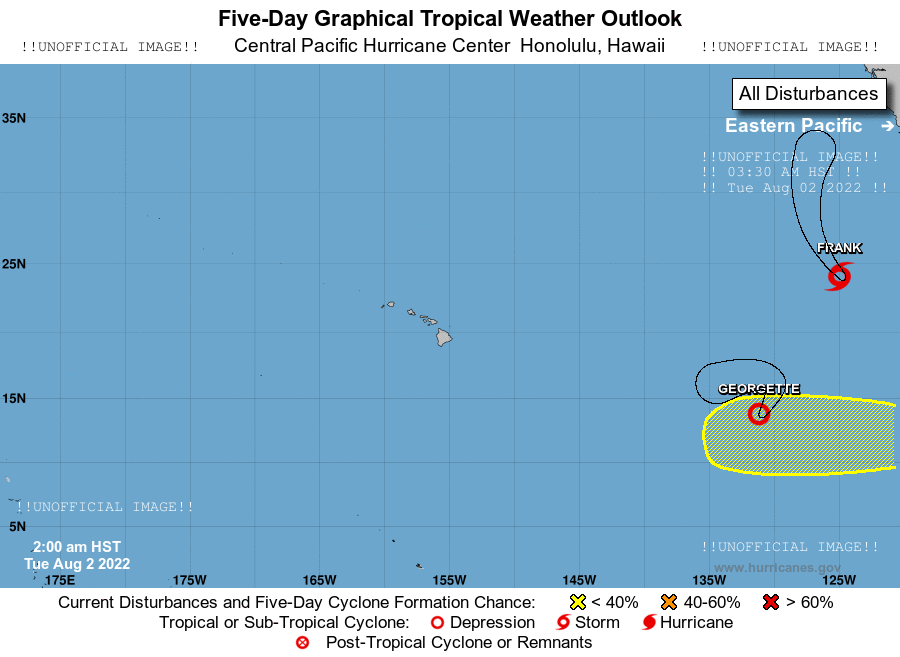 Five-Day Graphical Tropical Weather Outlook
!!UNOFFICIAL IMAGE!! Central Pacific Hurricane Center Honolulu, Hawaii !!UNOFFICIAL IMAGE!!
All Disturbances
35N
Eastern Pacific
!!UNOFFICIAL IMAGE!!
!! 03:30 AM HST !!
!! Tue Aug 02 2022 !!
FRANK
25N
GEORGETTE
15N
!!UNOFFICIAL IMAGE!!
5N
2:00 am HST
Tue Aug 2 2022
!!UNOFFICIAL IMAGE!!
www.hurricanes.gov
175E 175W 165W 155W 145W 135W 125W
Current Disturbances and Five-Day Cyclone Formation Chance: < 40% 40-60% > 60%
Tropical or Sub-Tropical Cyclone: Depression Storm Hurricane
Post-Tropical Cyclone or Remnants